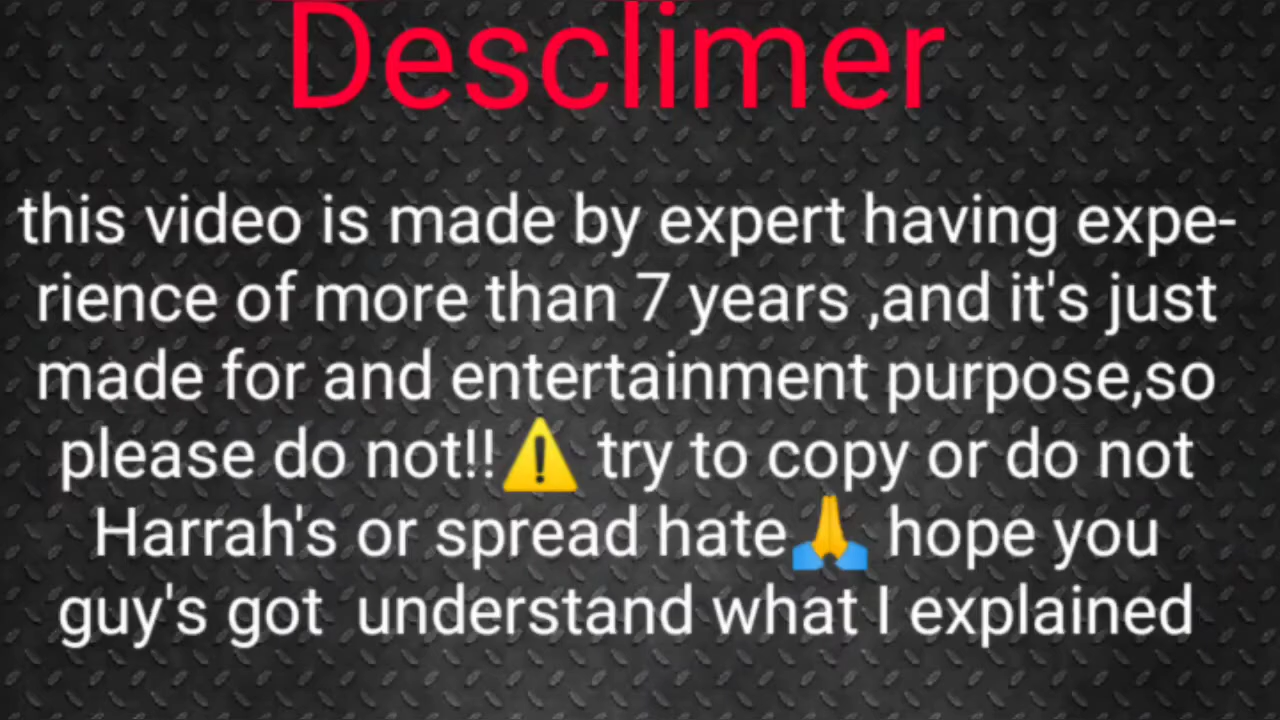 Desclimer
this video is made by expert having expe-
rience of more than 7 years ,and it's just
made for and entertainment purpose,so
please do not!!⚠️ try to copy or do not
Harrah's or spread hate🙏 hope you
guy's got  understand what I explained